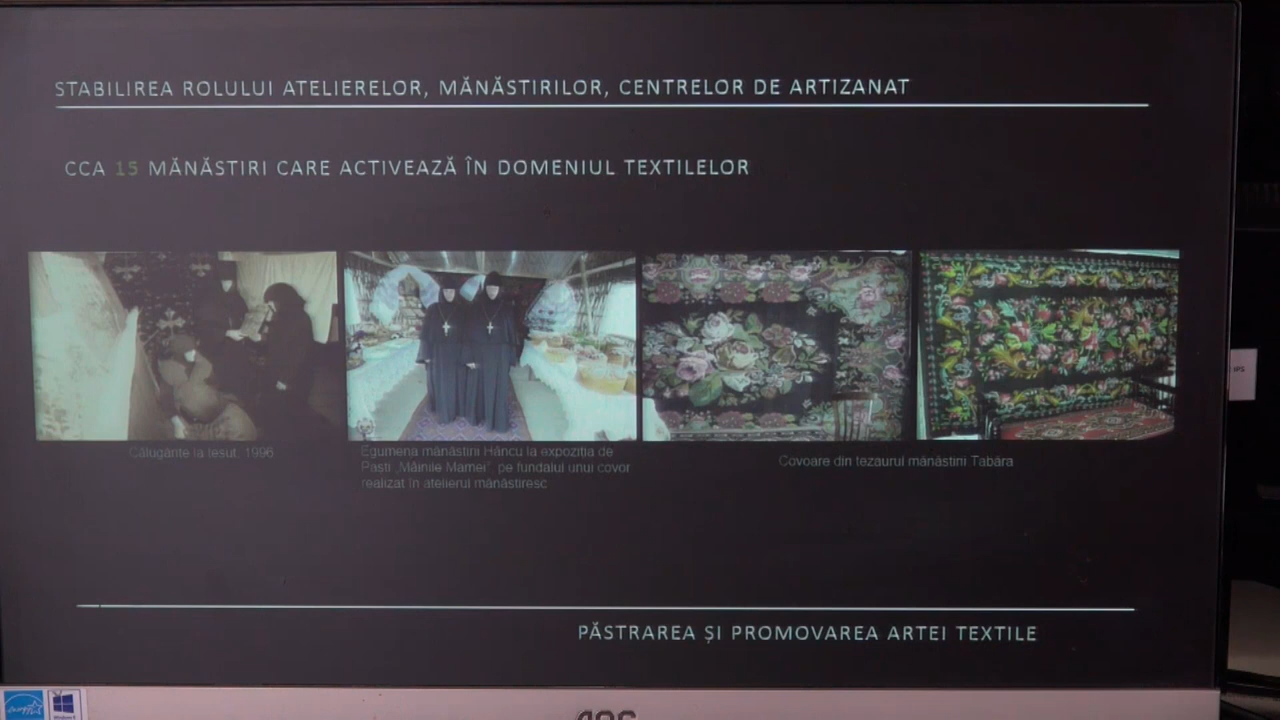 STABILIREA ROLULUI ATELIERELOR, MĂNĂSTIRILOR, CENTRELOR DE ARTIZANAT
CCA 15 MĂNĂSTIRI CARE ACTIVEAZĂ ÎN DOMENIUL TEXTILELOR
Călugărițe la țesut, 1996
Egumena mănăstirii Hâncu la expoziția de
Paști „Mâinile Mamei", pe fundalul unui covor
realizat în atelierul mănăstiresc
Covoare din tezaurul mănăstirii Tabăra
PĂSTRAREA ȘI PROMOVAREA ARTEI TEXTILE
IPS
AOC